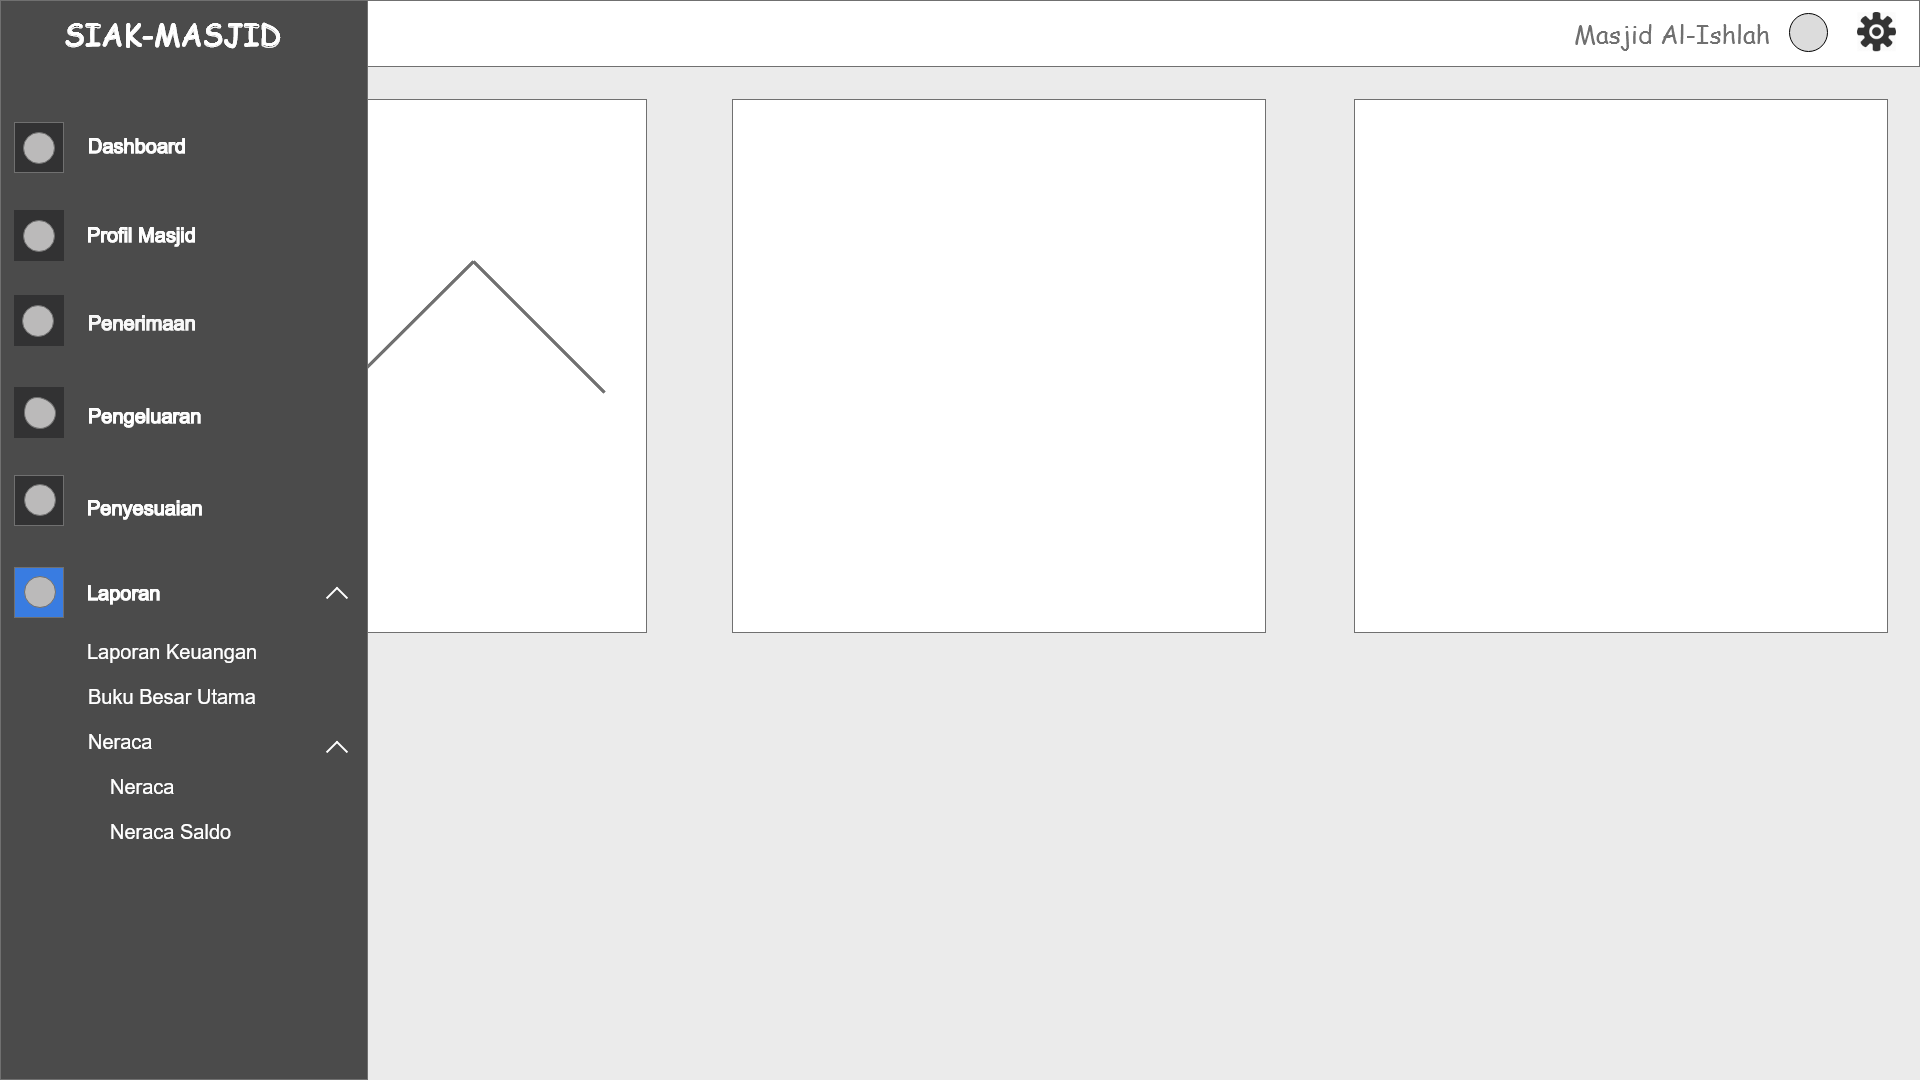 SIAK-MASJID
Masjid Al-Ishlah
Dashboard
Profil Masjid
Penerimaan
Pengeluaran
Penyesuaian
Laporan
Laporan Keuangan
Buku Besar Utama
Neraca
Neraca
Neraca Saldo